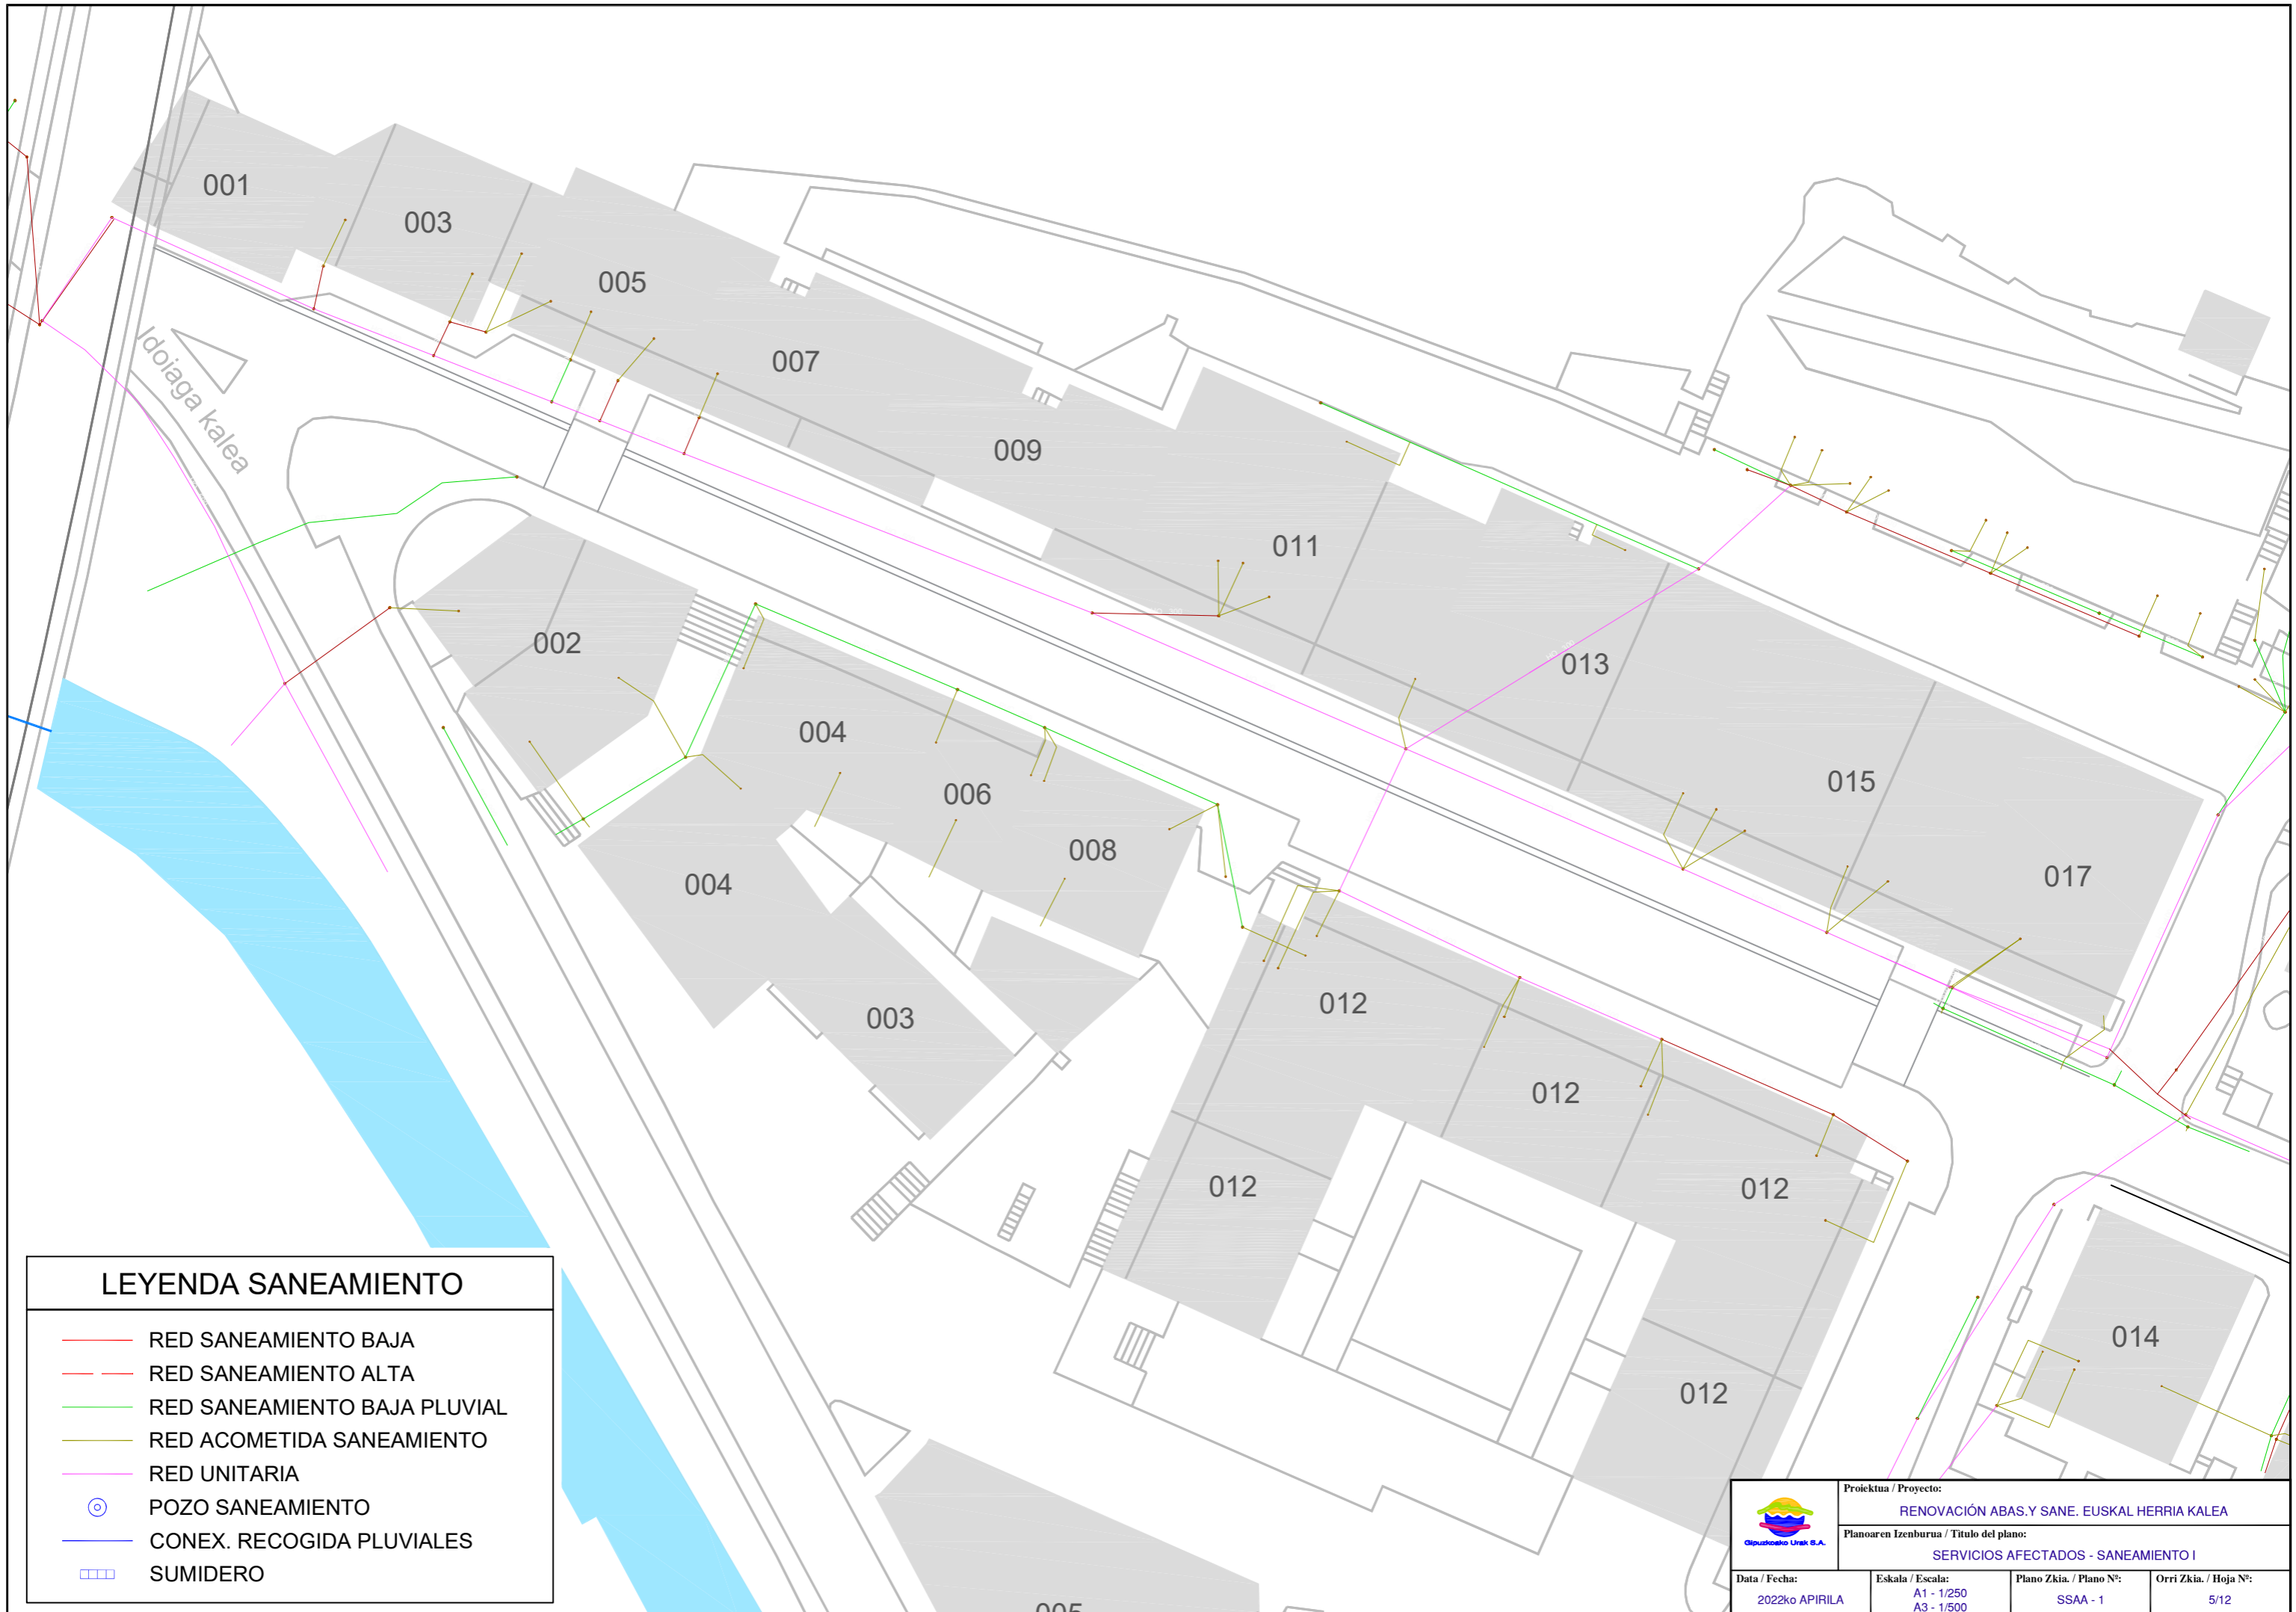 001
003
005
007
009
011
013
015
017
Idoiaga kalea
002
004
006
008
004
003
012
012
012
012
012
014
005
LEYENDA SANEAMIENTO
RED SANEAMIENTO BAJA
RED SANEAMIENTO ALTA
RED SANEAMIENTO BAJA PLUVIAL
RED ACOMETIDA SANEAMIENTO
RED UNITARIA
POZO SANEAMIENTO
CONEX. RECOGIDA PLUVIALES
SUMIDERO
Gipuzkoako Urak S.A.
Proiektua / Proyecto:
RENOVACIÓN ABAS.Y SANE. EUSKAL HERRIA KALEA
Planoaren Izenburua / Titulo del plano:
SERVICIOS AFECTADOS - SANEAMIENTO I
Data / Fecha:
2022ko APIRILA
Eskala / Escala:
A1 - 1/250
A3 - 1/500
Plano Zkia. / Plano Nº:
SSAA - 1
Orri Zkia. / Hoja Nº:
5/12